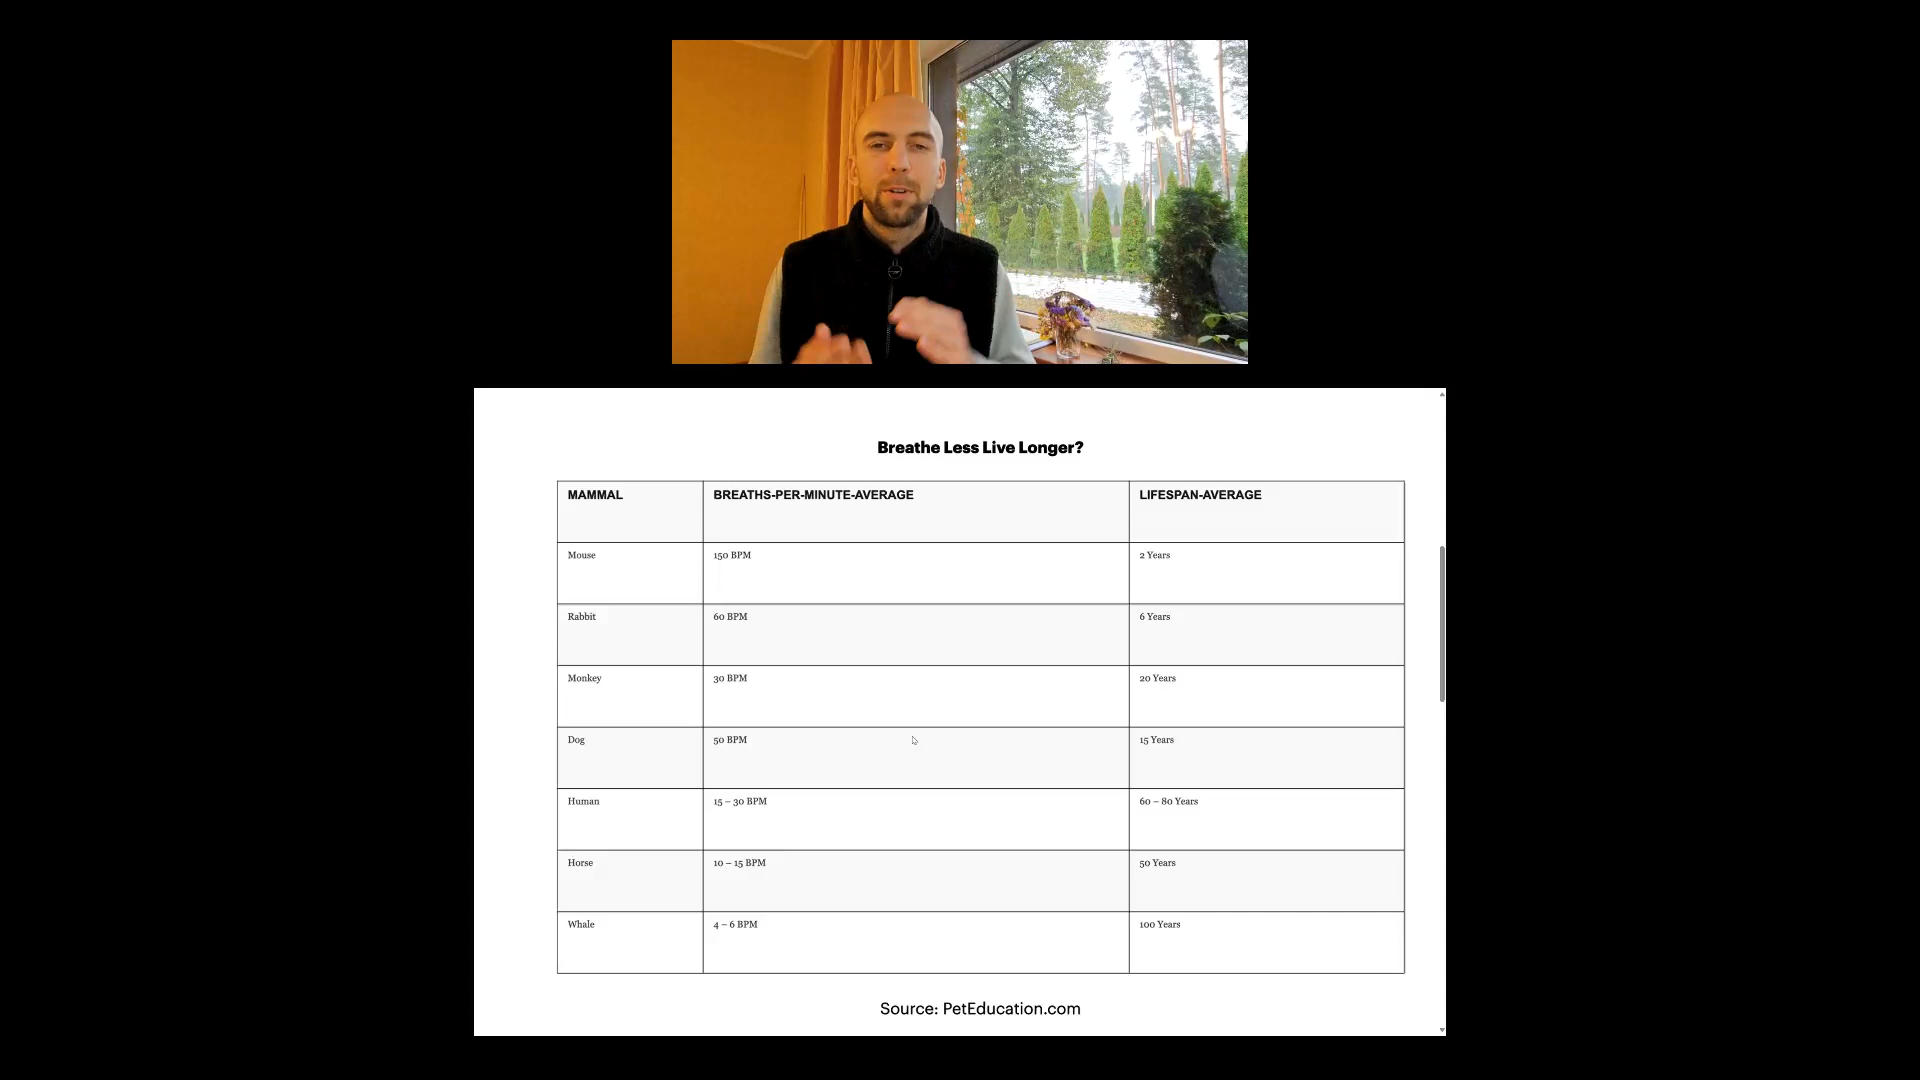 Breathe Less Live Longer?
MAMMAL BREATHS-PER-MINUTE-AVERAGE LIFESPAN-AVERAGE
Mouse 150 BPM 2 Years
Rabbit 60 BPM 6 Years
Monkey 30 BPM 20 Years
Dog 50 BPM 15 Years
Human 15 – 30 BPM 60 – 80 Years
Horse 10 – 15 BPM 50 Years
Whale 4 – 6 BPM 100 Years
Source: PetEducation.com